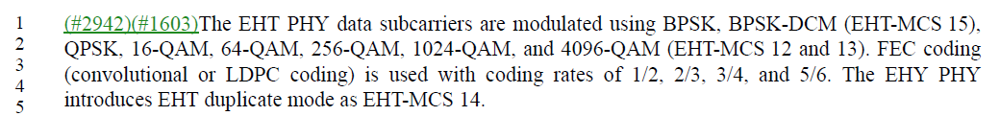 1 (#2942)(#1603)The EHT PHY data subcarriers are modulated using BPSK, BPSK-DCM (EHT-MCS 15),
2 QPSK, 16-QAM, 64-QAM, 256-QAM, 1024-QAM, and 4096-QAM (EHT-MCS 12 and 13). FEC coding
3 (convolutional or LDPC coding) is used with coding rates of 1/2, 2/3, 3/4, and 5/6. The EHY PHY
4 introduces EHT duplicate mode as EHT-MCS 14.
5